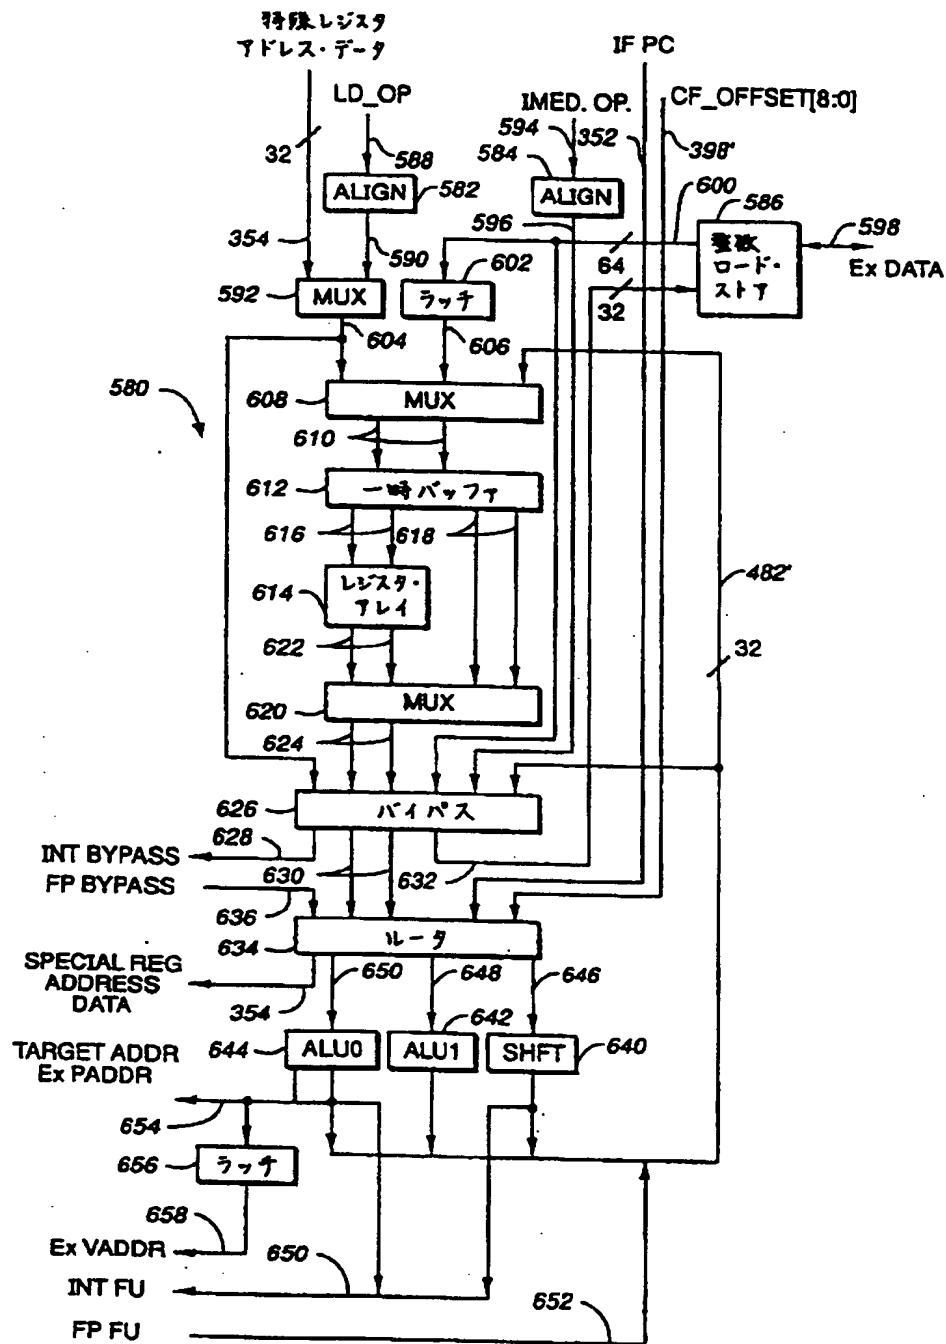 特殊レジスタ
アドレス・データ
IF PC
LD_OP
IMED. OP.
CF_OFFSET[8:0]
32
588
594
352
398'
584
ALIGN
582
ALIGN
600
586
596
整数
ロード・
ストア
598
Ex DATA
354
590
602
64
592
MUX
ラッチ
32
604
606
580
608
MUX
610
612
一時バッファ
616
618
482'
614
レジスタ・
アレイ
622
32
620
MUX
624
626
バイパス
628
INT BYPASS
630
632
FP BYPASS
636
634
ルータ
SPECIAL REG
ADDRESS
DATA
650
648
646
354
642
TARGET ADDR
Ex PADDR
644
ALU0
ALU1
SHFT
640
654
656
ラッチ
658
Ex VADDR
650
INT FU
652
FP FU